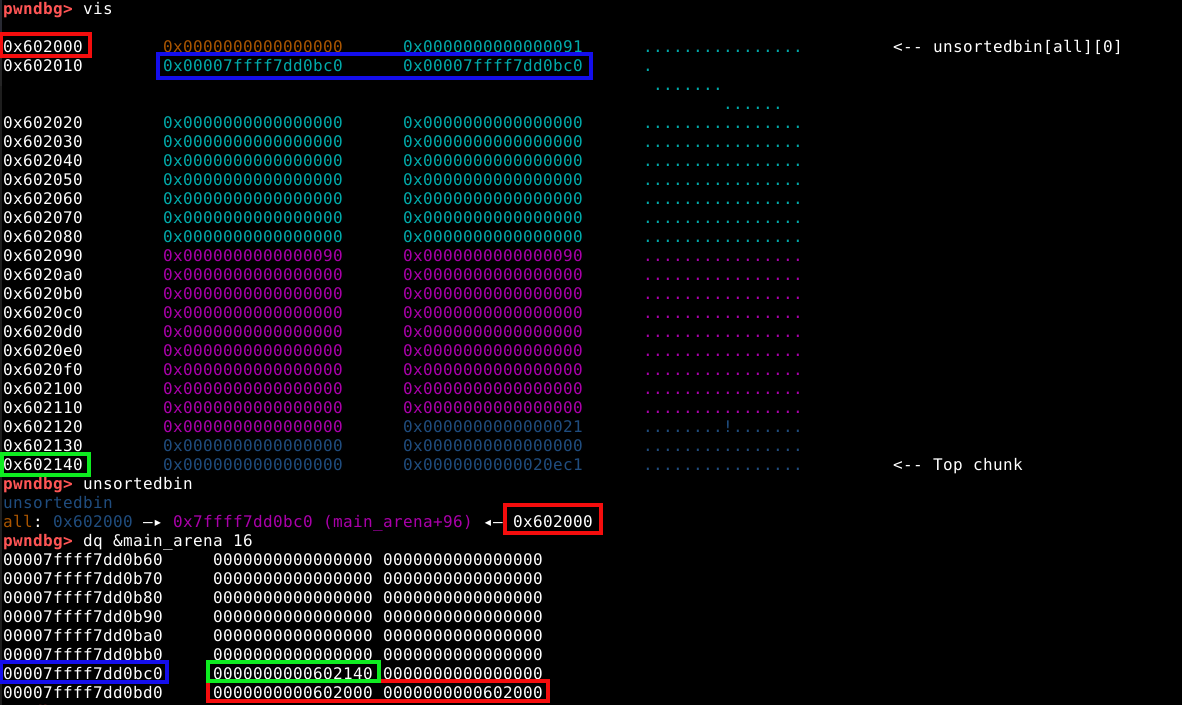 pwndbg> vis
0x602000 0x0000000000000000 0x0000000000000091 ................ <-- unsortedbin[all][0]
0x602010 0x00007ffff7dd0bc0 0x00007ffff7dd0bc0 .
.......
......
0x602020 0x0000000000000000 0x0000000000000000 ................
0x602030 0x0000000000000000 0x0000000000000000 ................
0x602040 0x0000000000000000 0x0000000000000000 ................
0x602050 0x0000000000000000 0x0000000000000000 ................
0x602060 0x0000000000000000 0x0000000000000000 ................
0x602070 0x0000000000000000 0x0000000000000000 ................
0x602080 0x0000000000000000 0x0000000000000000 ................
0x602090 0x0000000000000090 0x0000000000000090 ................
0x6020a0 0x0000000000000000 0x0000000000000000 ................
0x6020b0 0x0000000000000000 0x0000000000000000 ................
0x6020c0 0x0000000000000000 0x0000000000000000 ................
0x6020d0 0x0000000000000000 0x0000000000000000 ................
0x6020e0 0x0000000000000000 0x0000000000000000 ................
0x6020f0 0x0000000000000000 0x0000000000000000 ................
0x602100 0x0000000000000000 0x0000000000000000 ................
0x602110 0x0000000000000000 0x0000000000000000 ................
0x602120 0x0000000000000000 0x0000000000000021 ........!.......
0x602130 0x0000000000000000 0x0000000000000000 ................
0x602140 0x0000000000000000 0x0000000000020ec1 ................ <-- Top chunk
pwndbg> unsortedbin
unsortedbin
all: 0x602000 —▸ 0x7ffff7dd0bc0 (main_arena+96) ◂— 0x602000
pwndbg> dq &main_arena 16
00007ffff7dd0b60 0000000000000000 0000000000000000
00007ffff7dd0b70 0000000000000000 0000000000000000
00007ffff7dd0b80 0000000000000000 0000000000000000
00007ffff7dd0b90 0000000000000000 0000000000000000
00007ffff7dd0ba0 0000000000000000 0000000000000000
00007ffff7dd0bb0 0000000000000000 0000000000000000
00007ffff7dd0bc0 0000000000602140 0000000000000000
00007ffff7dd0bd0 0000000000602000 0000000000602000